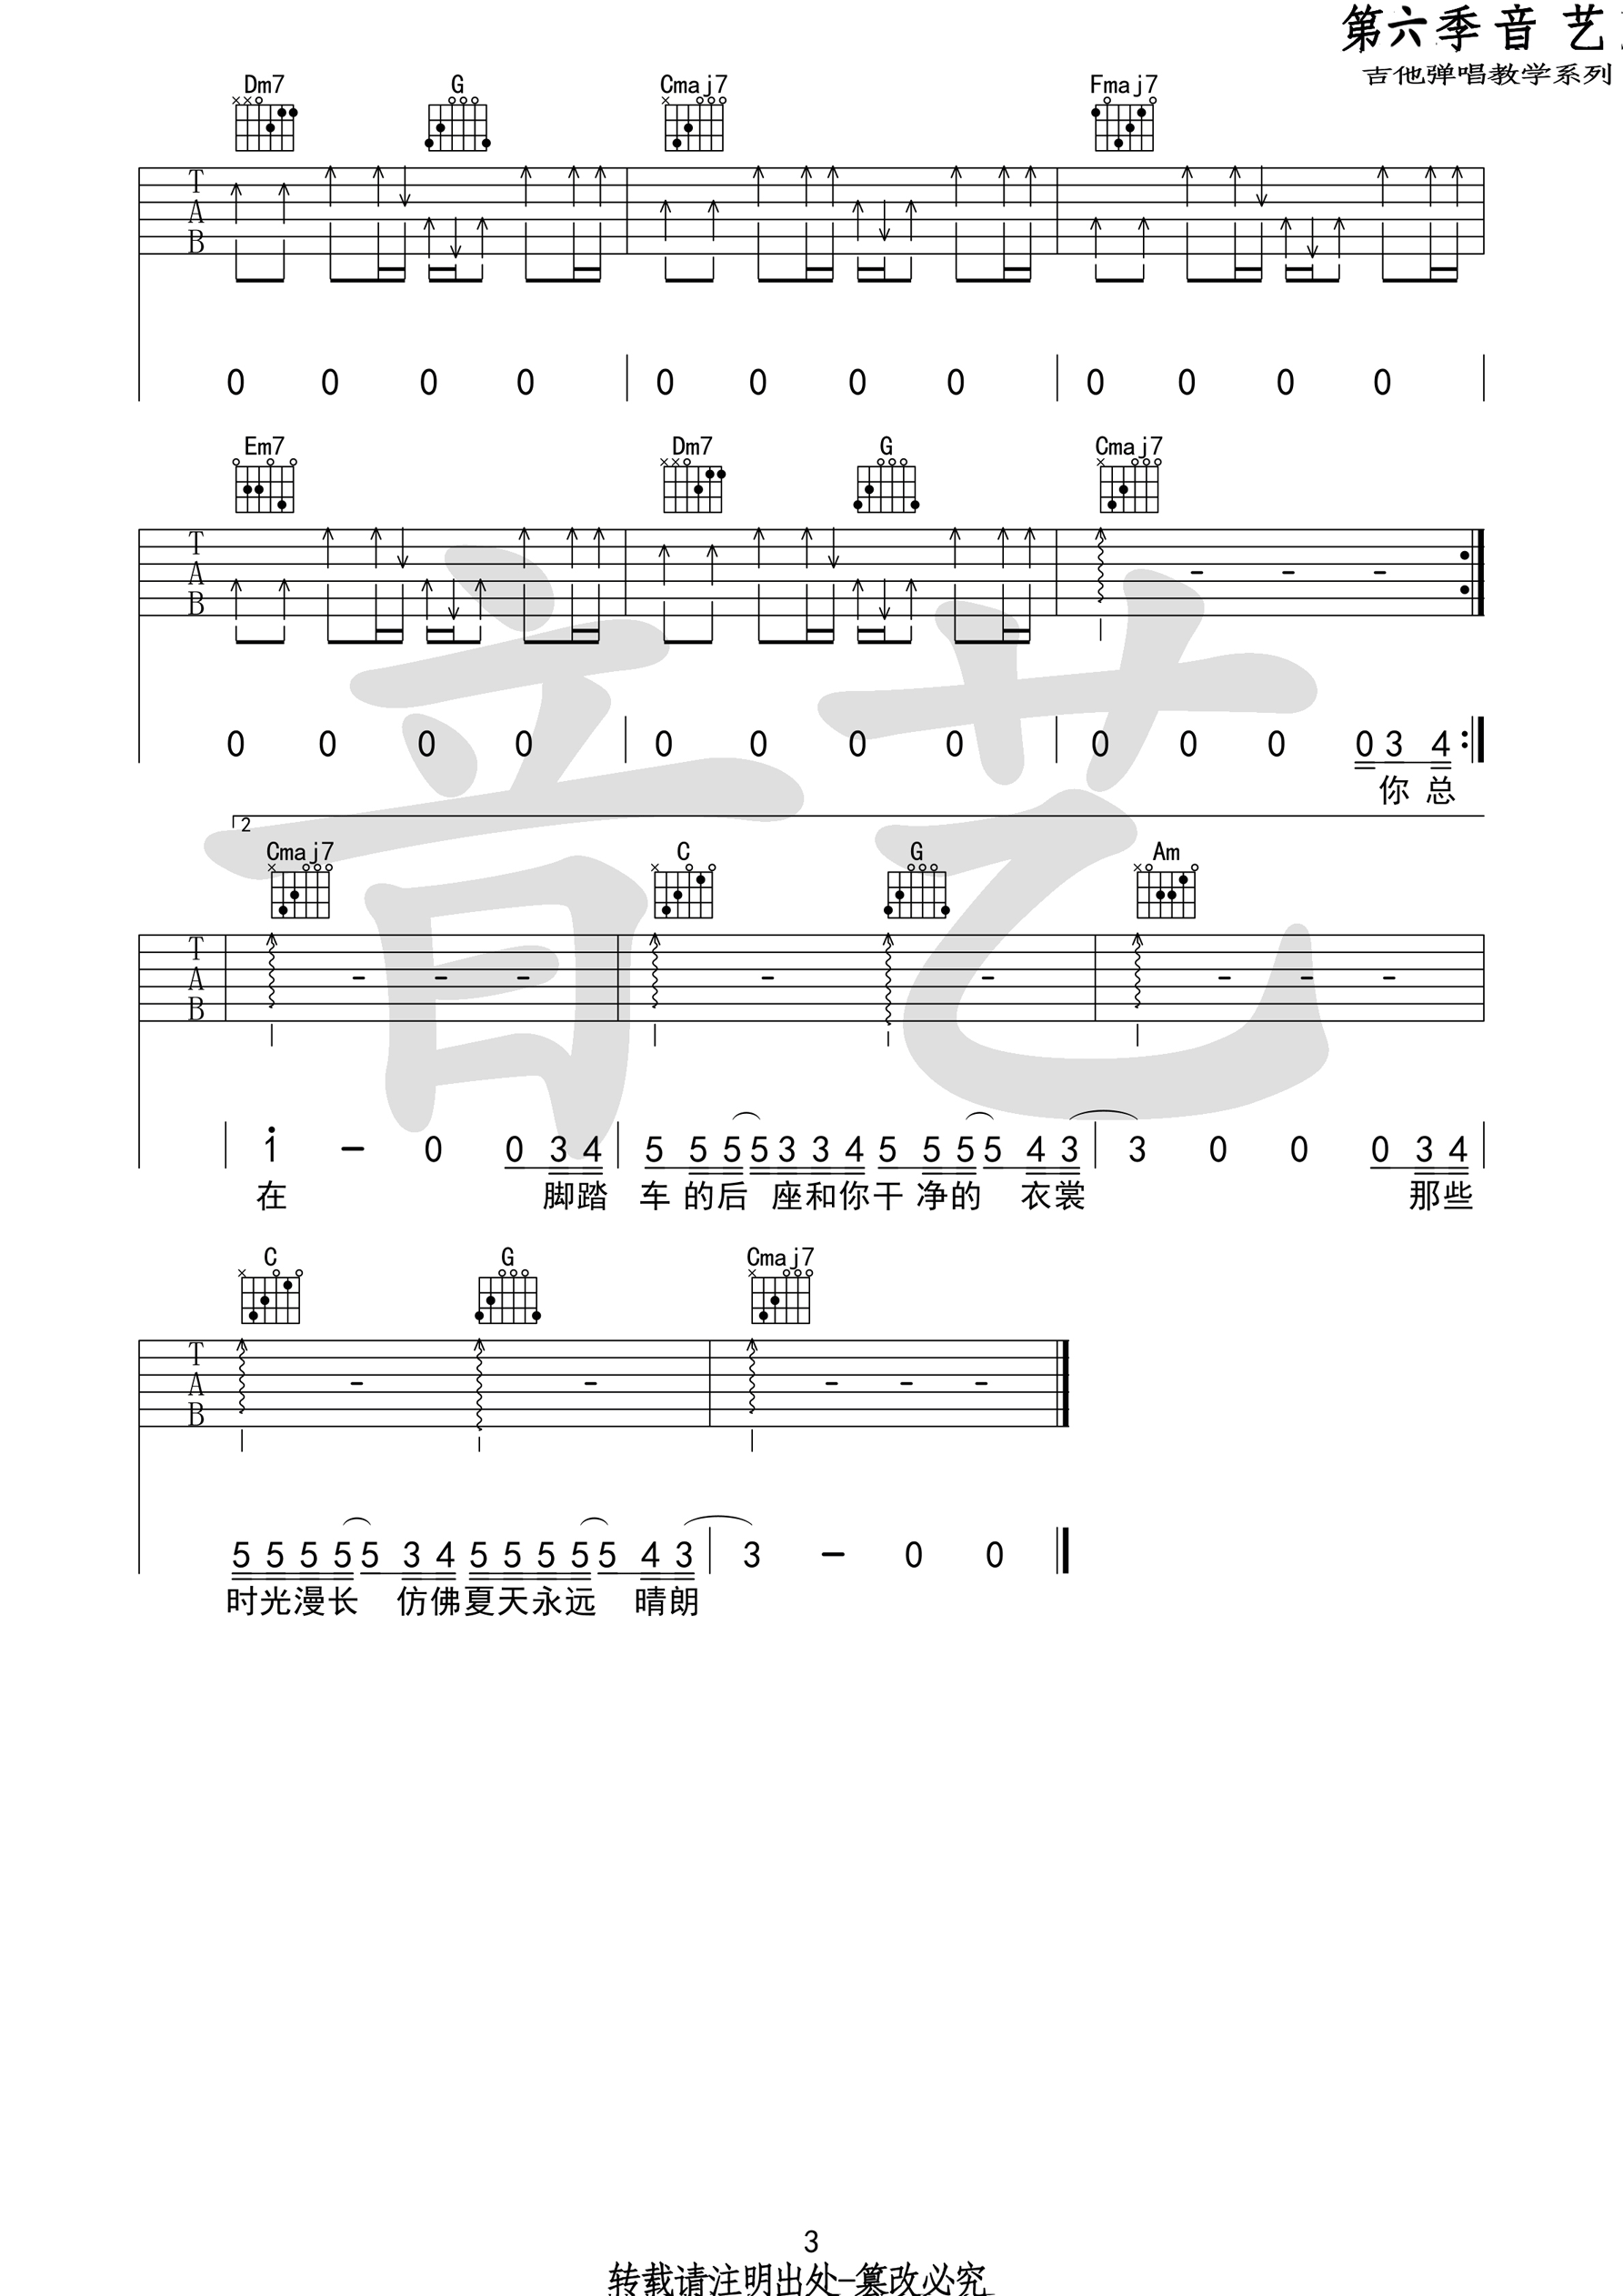 第六季音 艺
吉他弹唱教学系列
Dm7 G Cmaj7 Fmaj7
T
A
B
0 0 0 0 0 0 0 0 0 0 0 0
Em7 Dm7 G Cmaj7
T
A
B
0 0 0 0 0 0 0 0 0 0 0 0 3 4
你 总
2
Cmaj7 C G Am
T
A
B
1 - 0 0 3 4 5 5 5 5 3 3 4 5 5 5 5 4 3 3 0 0 0 3 4
在 脚踏 车 的后 座和你干 净的 衣裳 那些
C G Cmaj7
T
A
B
5 5 5 5 5 3 4 5 5 5 5 5 4 3 3 - 0 0
时光漫长 仿佛夏天永远 晴朗
音艺
3
转载请注明出处-篡改必究